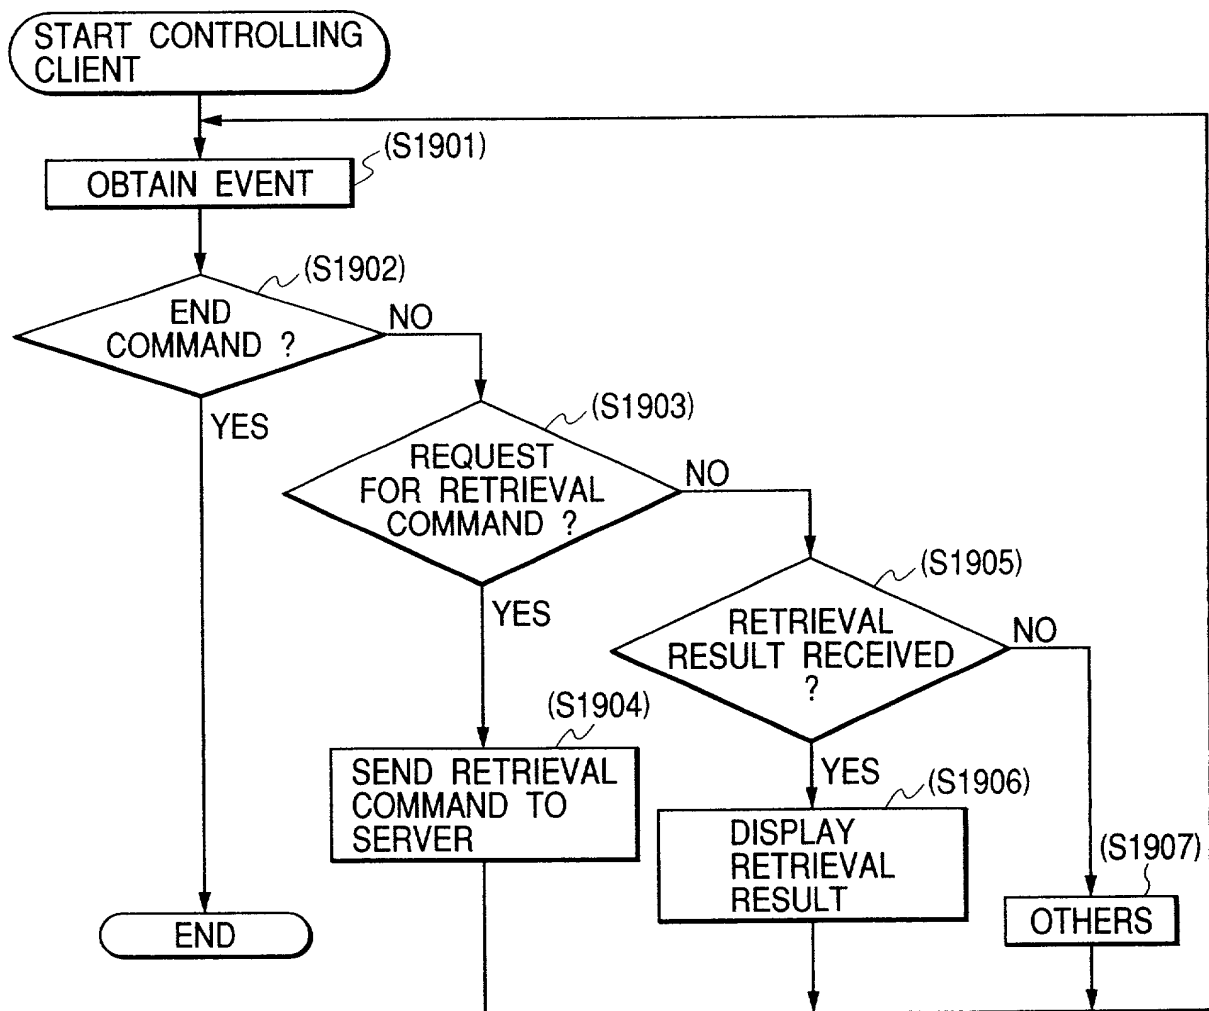 START CONTROLLING
CLIENT
(S1901)
OBTAIN EVENT
(S1902)
END
COMMAND ?
NO
YES
(S1903)
REQUEST
FOR RETRIEVAL
COMMAND ?
NO
YES
(S1905)
RETRIEVAL
RESULT RECEIVED
?
NO
YES
(S1904)
SEND RETRIEVAL
COMMAND TO
SERVER
(S1906)
DISPLAY
RETRIEVAL
RESULT
(S1907)
OTHERS
END